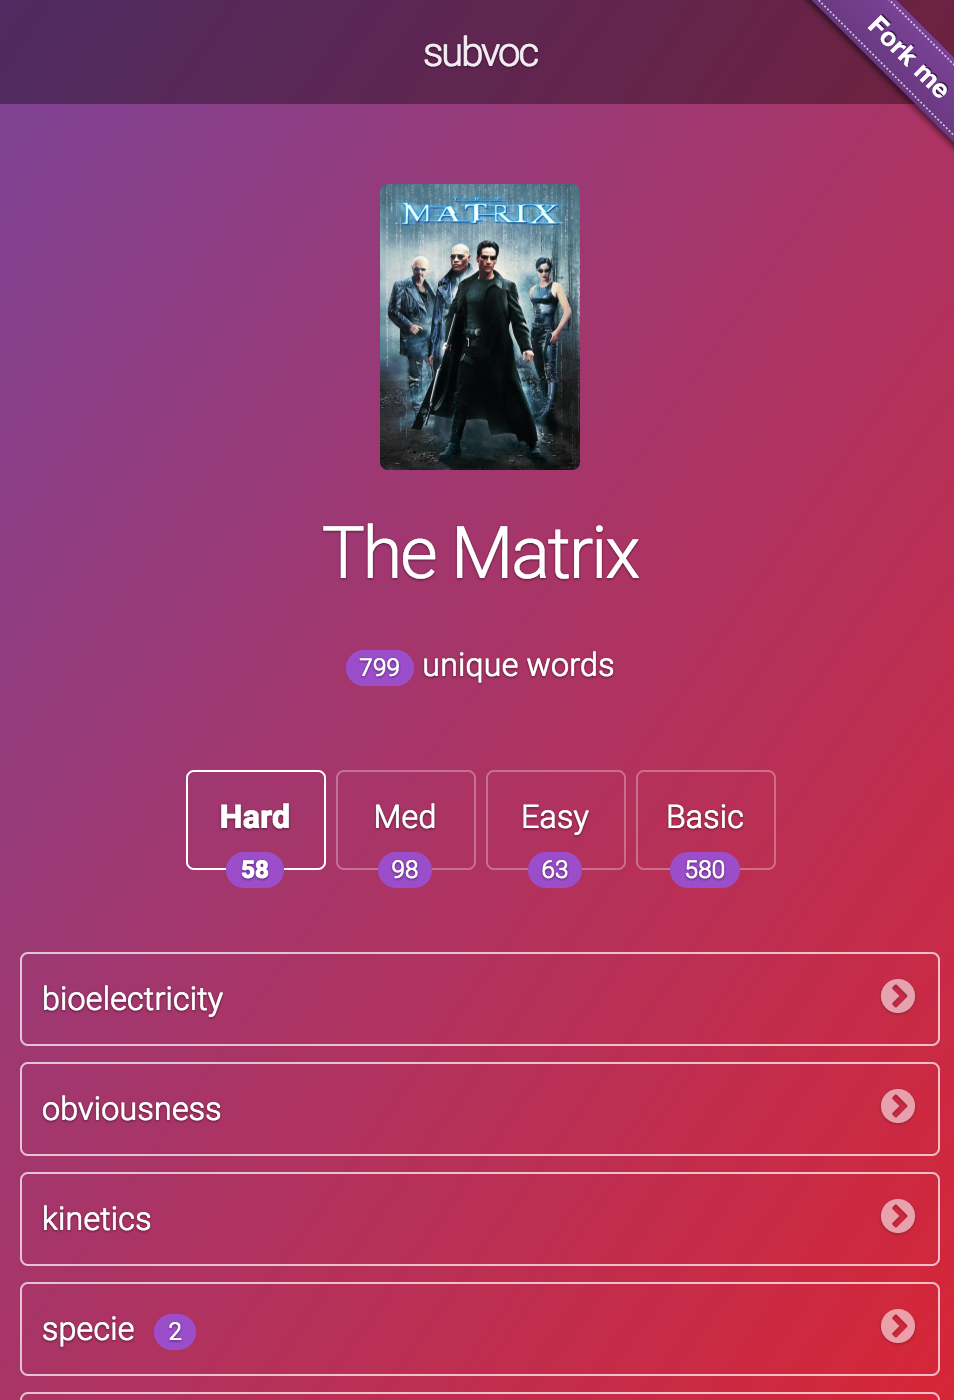 subvoc
Fork me
THE
MATRIX
The Matrix
799 unique words
Hard Med Easy Basic
58 98 63 580
bioelectricity
obviousness
kinetics
specie 2